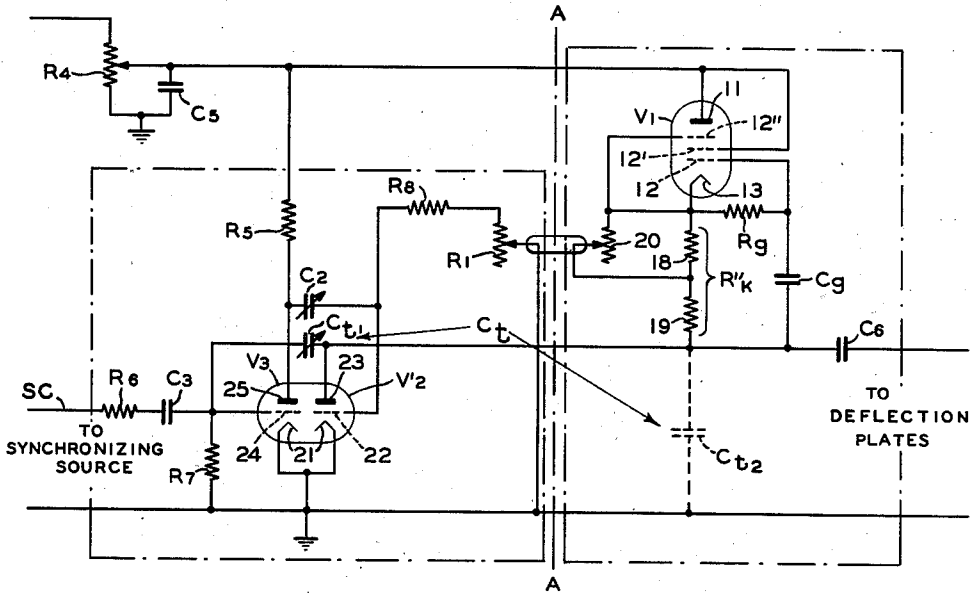 A
R4
C5
V1
11
12"
12'
12
13
R8
R5
R1
20
Rg
18
R"k
19
Cg
C2
Ct1
Ct
C6
V3
25
23
V'2
SC
R6
C3
TO
SYNCHRONIZING
SOURCE
24
21
22
R7
TO
DEFLECTION
PLATES
Ct2
A